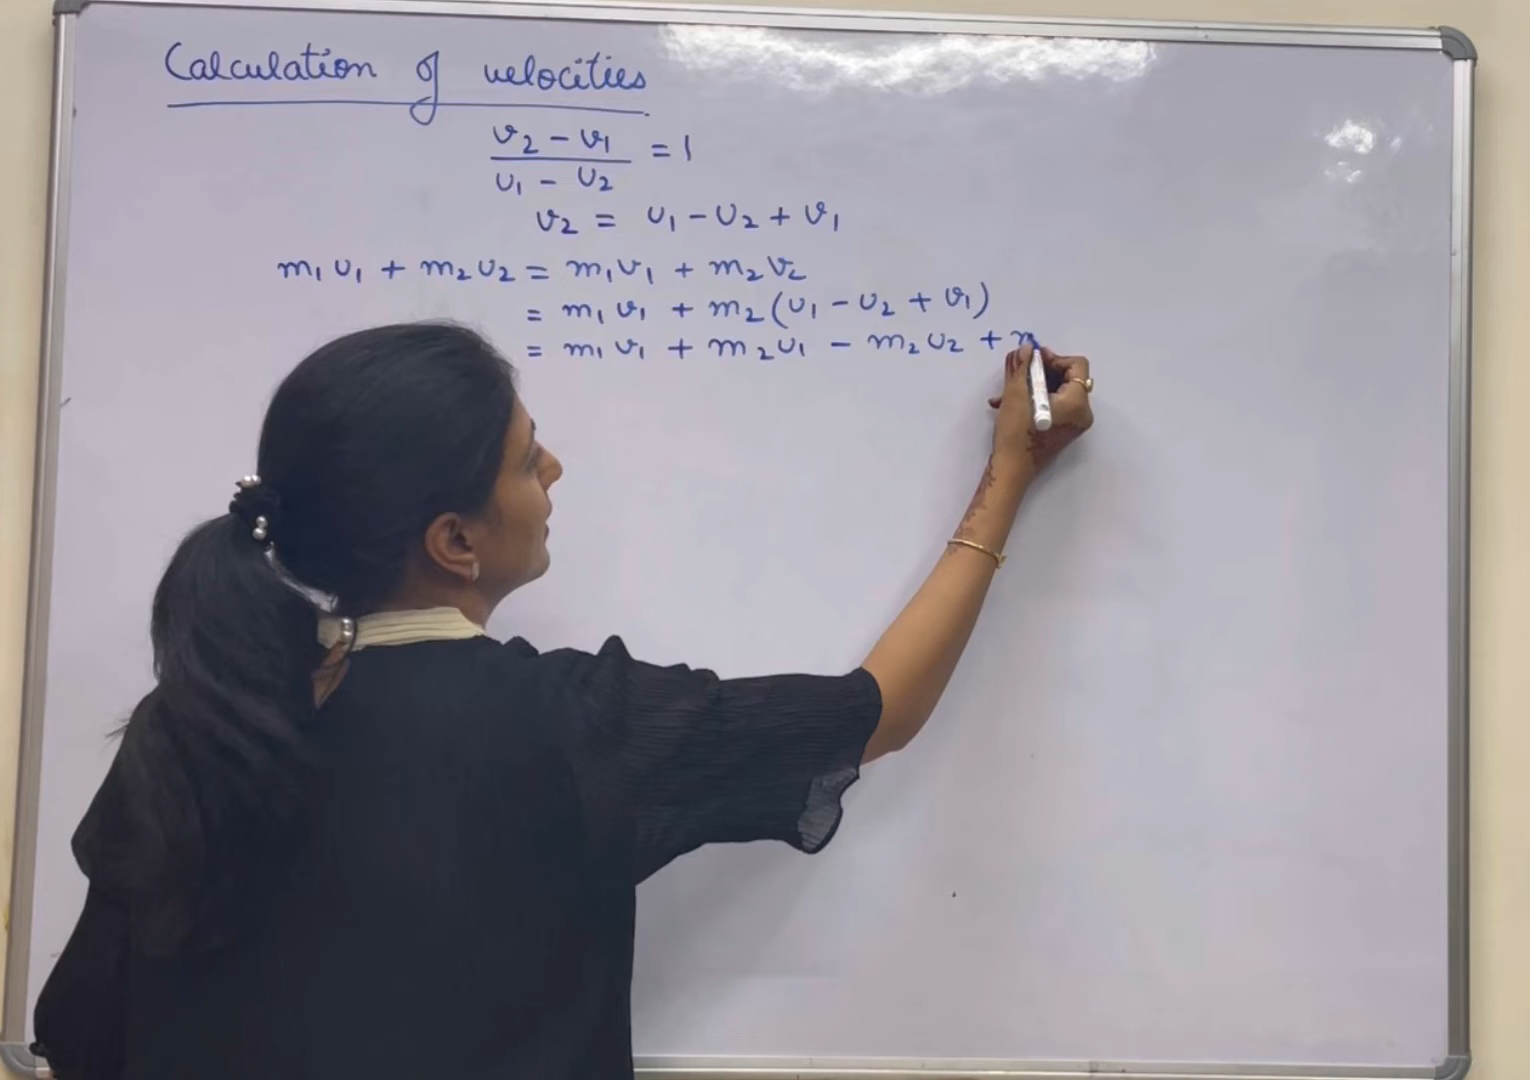 Calculation of velocities
v₂ - v₁ / u₁ - u₂ = 1
v₂ = u₁ - u₂ + v₁
m₁u₁ + m₂u₂ = m₁v₁ + m₂v₂
= m₁v₁ + m₂(u₁ - u₂ + v₁)
= m₁v₁ + m₂u₁ - m₂u₂ + m